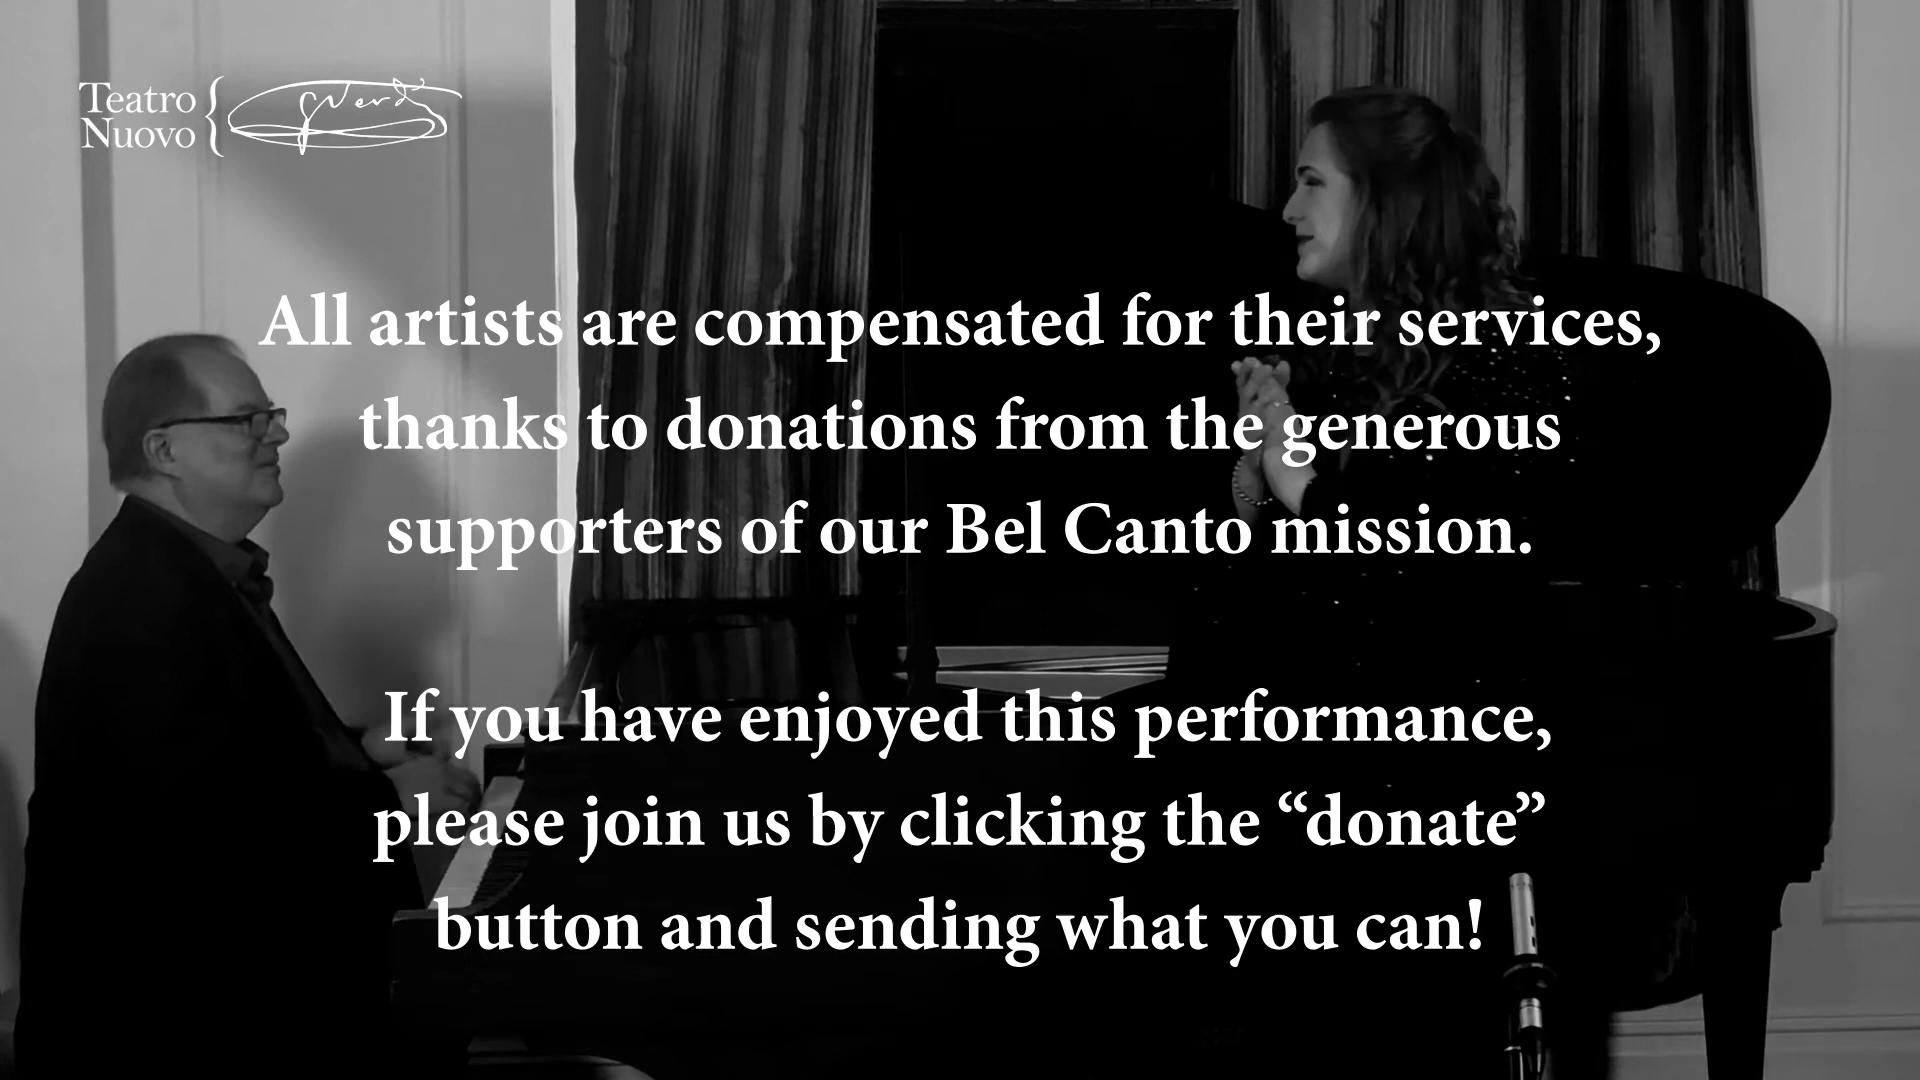 Teatro
Nuovo
GVerdi
All artists are compensated for their services,
thanks to donations from the generous
supporters of our Bel Canto mission.
If you have enjoyed this performance,
please join us by clicking the “donate”
button and sending what you can!